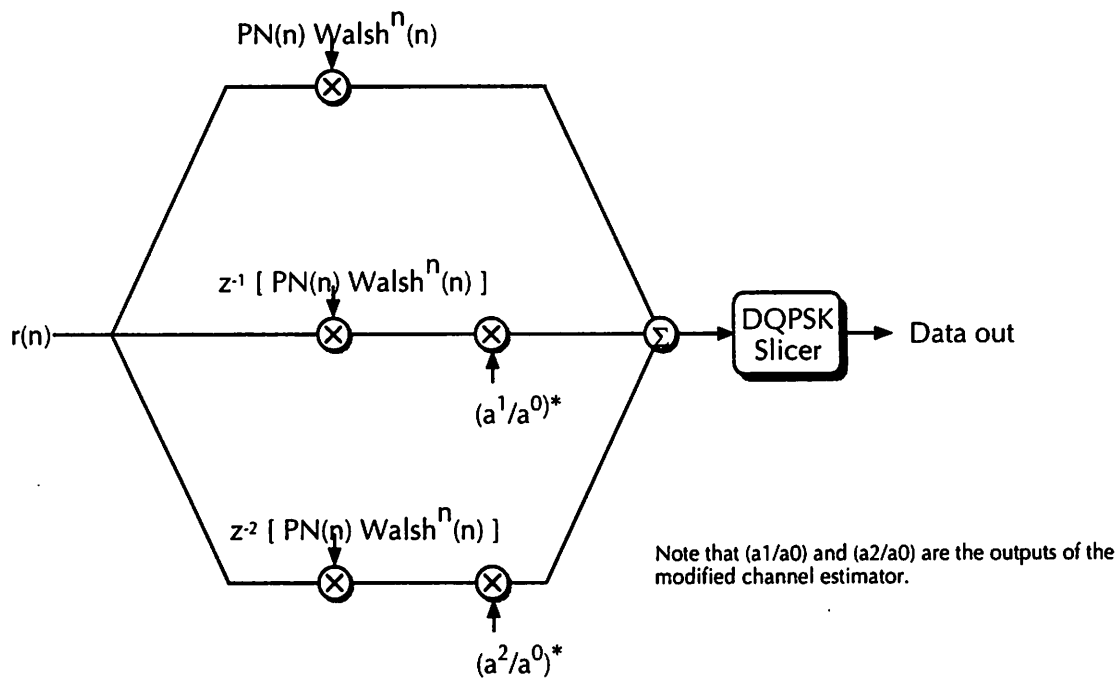 PN(n) Walsh^n(n)
z-1 [ PN(n) Walsh^n(n) ]
r(n)
Σ
DQPSK
Slicer
Data out
(a^1/a^0)*
z-2 [ PN(n) Walsh^n(n) ]
Note that (a1/a0) and (a2/a0) are the outputs of the
modified channel estimator.
(a^2/a^0)*